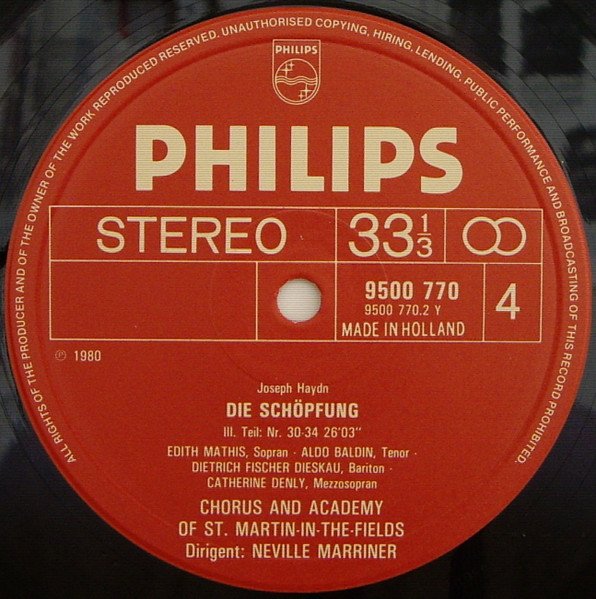 ALL RIGHTS OF THE PRODUCER AND OF THE OWNER OF THE WORK REPRODUCED RESERVED. UNAUTHORISED COPYING, HIRING, LENDING, PUBLIC PERFORMANCE AND BROADCASTING OF THIS RECORD PROHIBITED.
PHILIPS
PHILIPS
STEREO
33 1/3
9500 770
9500 770.2 Y
MADE IN HOLLAND
4
℗ 1980
Joseph Haydn
DIE SCHÖPFUNG
III. Teil: Nr. 30-34 26'03"
EDITH MATHIS, Sopran · ALDO BALDIN, Tenor ·
DIETRICH FISCHER DIESKAU, Bariton ·
CATHERINE DENLY, Mezzosopran
CHORUS AND ACADEMY
OF ST. MARTIN-IN-THE-FIELDS
Dirigent: NEVILLE MARRINER